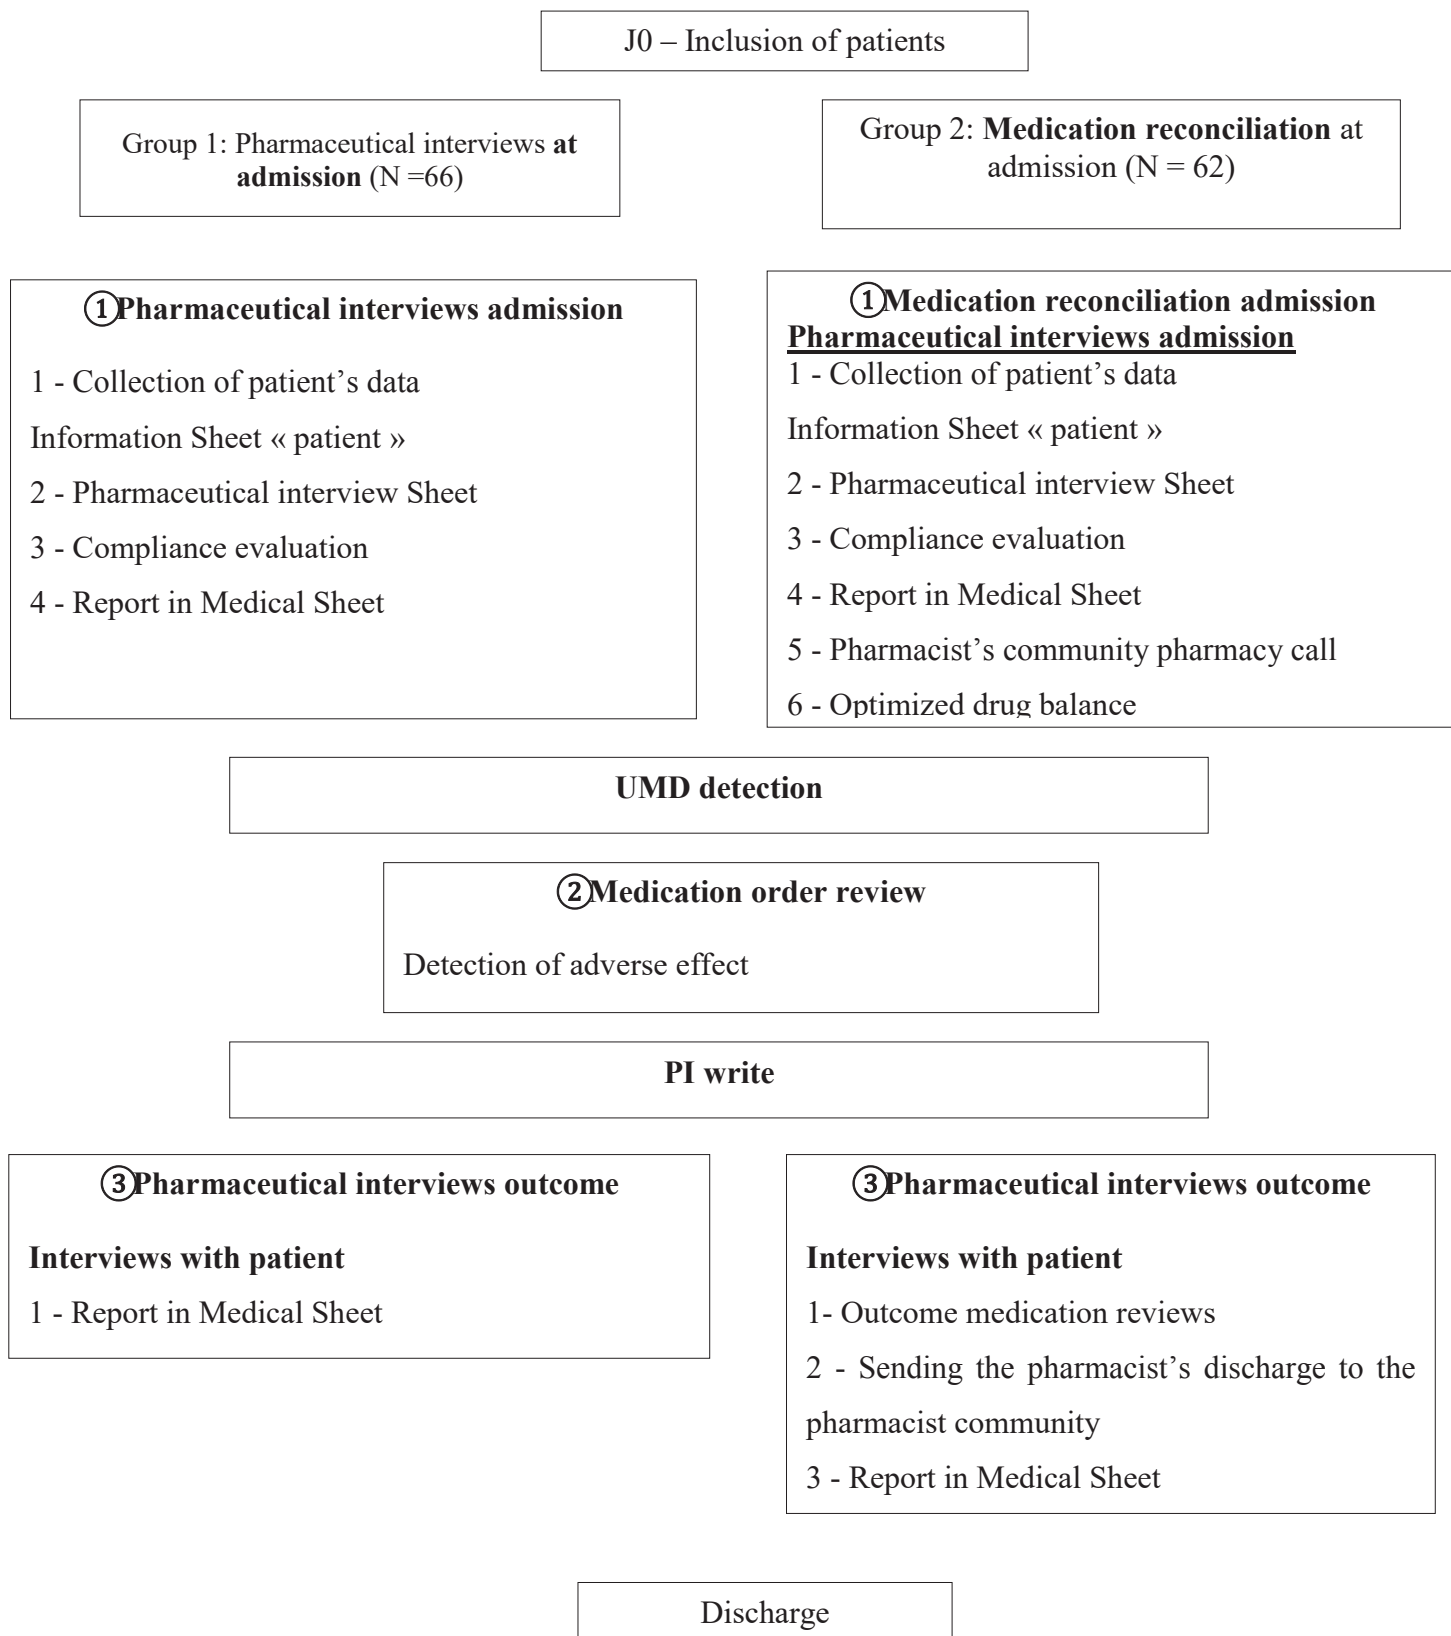 J0 – Inclusion of patients
Group 1: Pharmaceutical interviews at
admission (N =66)
Group 2: Medication reconciliation at
admission (N = 62)
①Pharmaceutical interviews admission
1 - Collection of patient’s data
Information Sheet « patient »
2 - Pharmaceutical interview Sheet
3 - Compliance evaluation
4 - Report in Medical Sheet
①Medication reconciliation admission
Pharmaceutical interviews admission
1 - Collection of patient’s data
Information Sheet « patient »
2 - Pharmaceutical interview Sheet
3 - Compliance evaluation
4 - Report in Medical Sheet
5 - Pharmacist’s community pharmacy call
6 - Optimized drug balance
UMD detection
②Medication order review
Detection of adverse effect
PI write
③Pharmaceutical interviews outcome
Interviews with patient
1 - Report in Medical Sheet
③Pharmaceutical interviews outcome
Interviews with patient
1- Outcome medication reviews
2 - Sending the pharmacist’s discharge to the
pharmacist community
3 - Report in Medical Sheet
Discharge